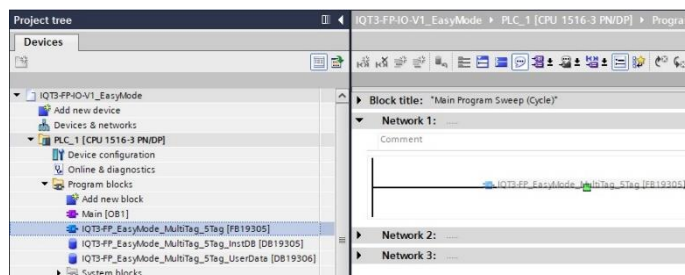 Project tree
Devices
IQT3-FP-IO-V1_EasyMode
Add new device
Devices & networks
PLC_1 [CPU 1516-3 PN/DP]
Device configuration
Online & diagnostics
Program blocks
Add new block
Main [OB1]
IQT3-FP_EasyMode_MultiTag_5Tag [FB19305]
IQT3-FP_EasyMode_MultiTag_5Tag_InstDB [DB19305]
IQT3-FP_EasyMode_MultiTag_5Tag_UserData [DB19306]
System blocks
IQT3-FP-IO-V1_EasyMode ▸ PLC_1 [CPU 1516-3 PN/DP] ▸ Progra
Block title: "Main Program Sweep (Cycle)"
Network 1: .....
Comment
IQT3-FP_EasyMode_MultiTag_5Tag [FB19305
Network 2: .....
Network 3: .....